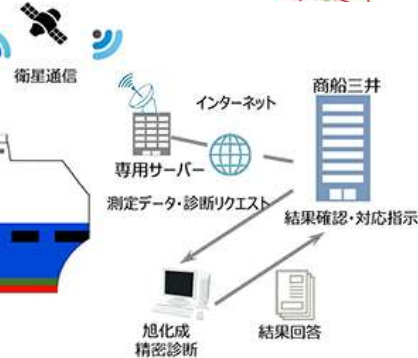 衛星通信
商船三井
インターネット
専用サーバー
測定データ・診断リクエスト
結果確認・対応指示
旭化成
精密診断
結果回答